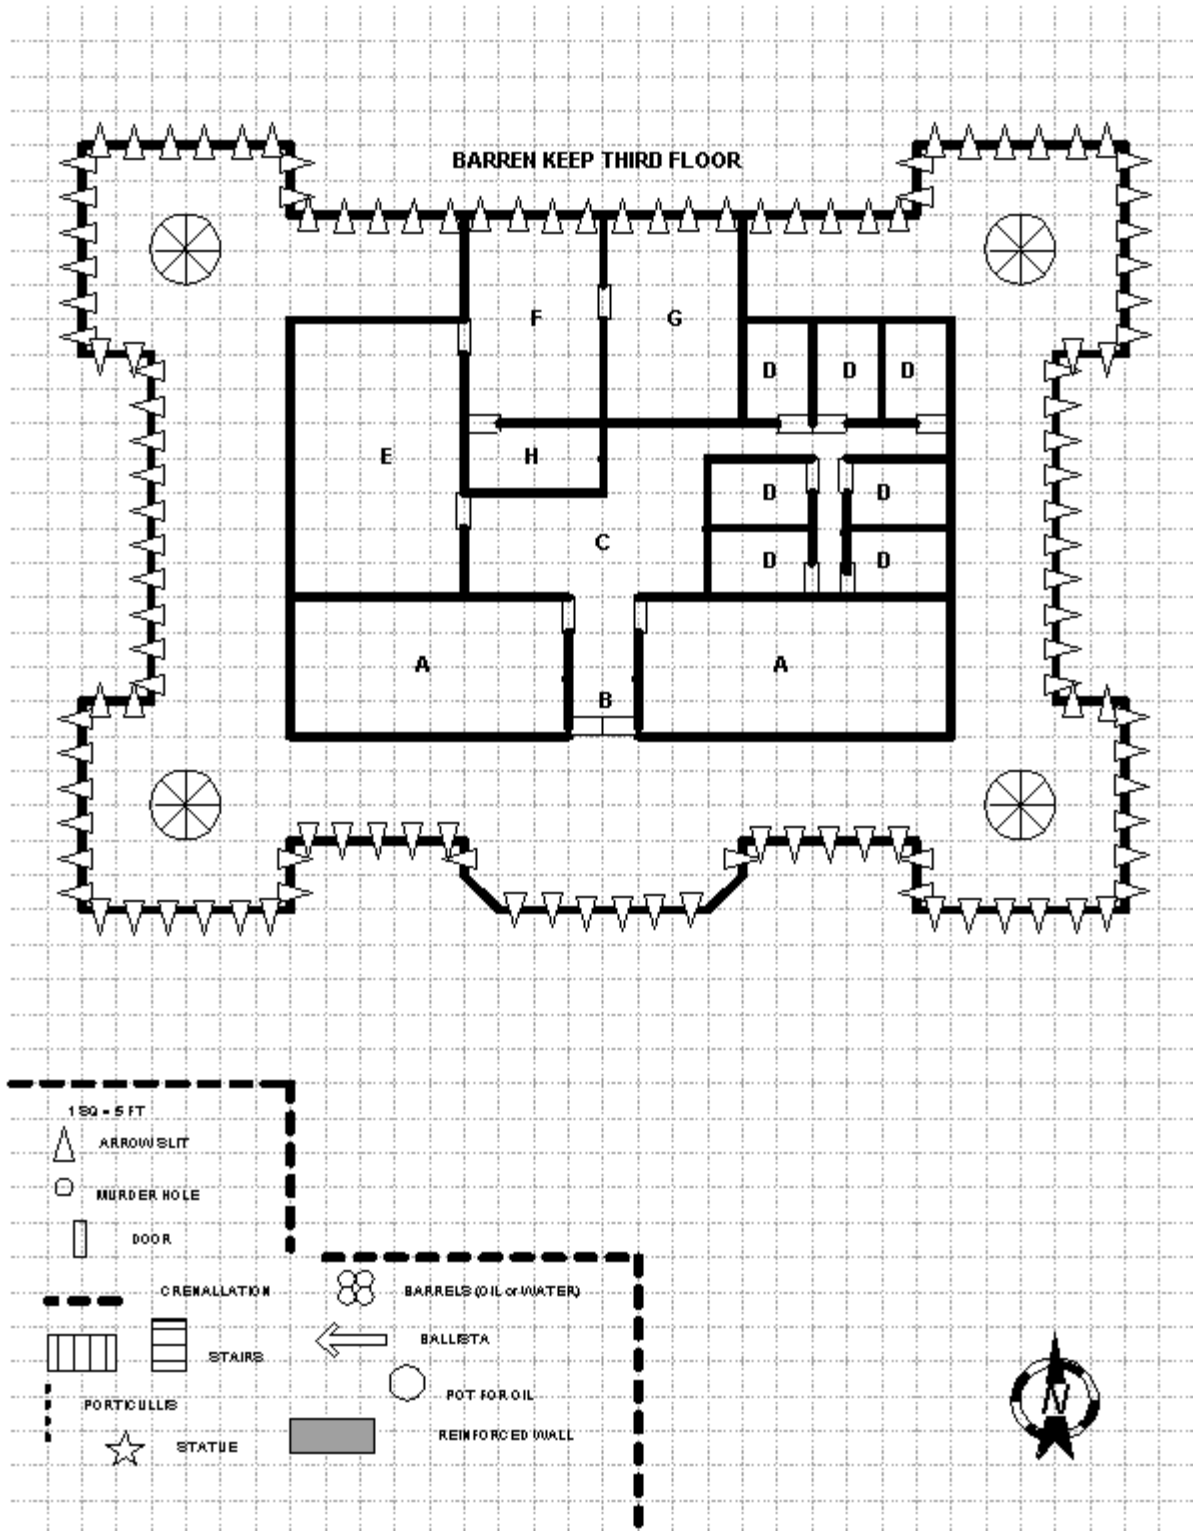 BARREN KEEP THIRD FLOOR
F
G
D D D
E
H
D D
C
D D
A A
B
1 SQ = 5 FT
ARROW SLIT
MURDER HOLE
DOOR
CRENALLATION
BARRELS (OIL or WATER)
BALLISTA
STAIRS
POT FOR OIL
PORTICULLIS
REINFORCED WALL
STATUE
N